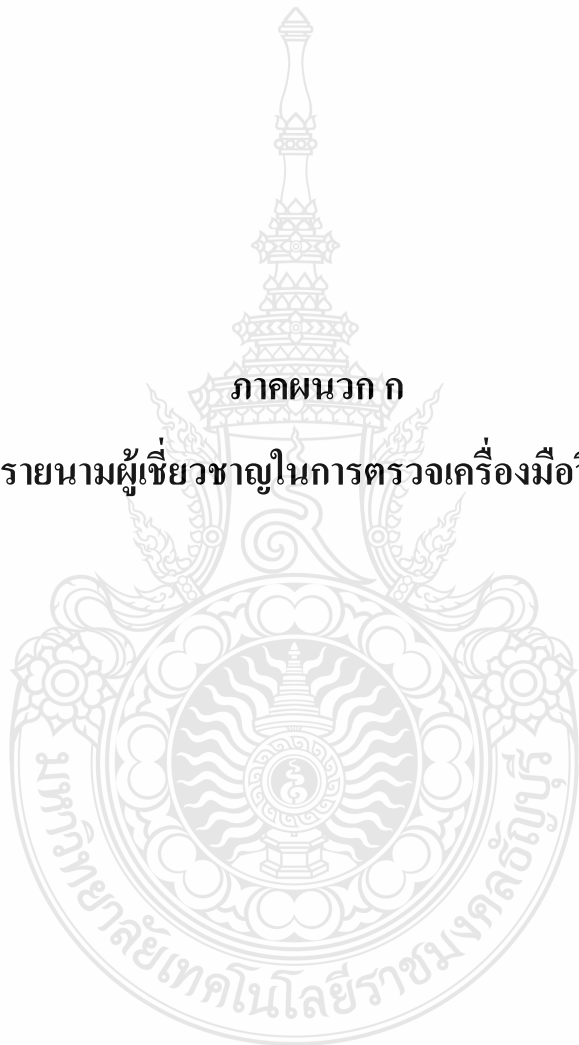 ภาคผนวก ก
รายนามผู้เชี่ยวชาญในการตรวจเครื่องมือวิ
มหาวิทยาลัยเทคโนโลยีราชมงคลธัญบุรี